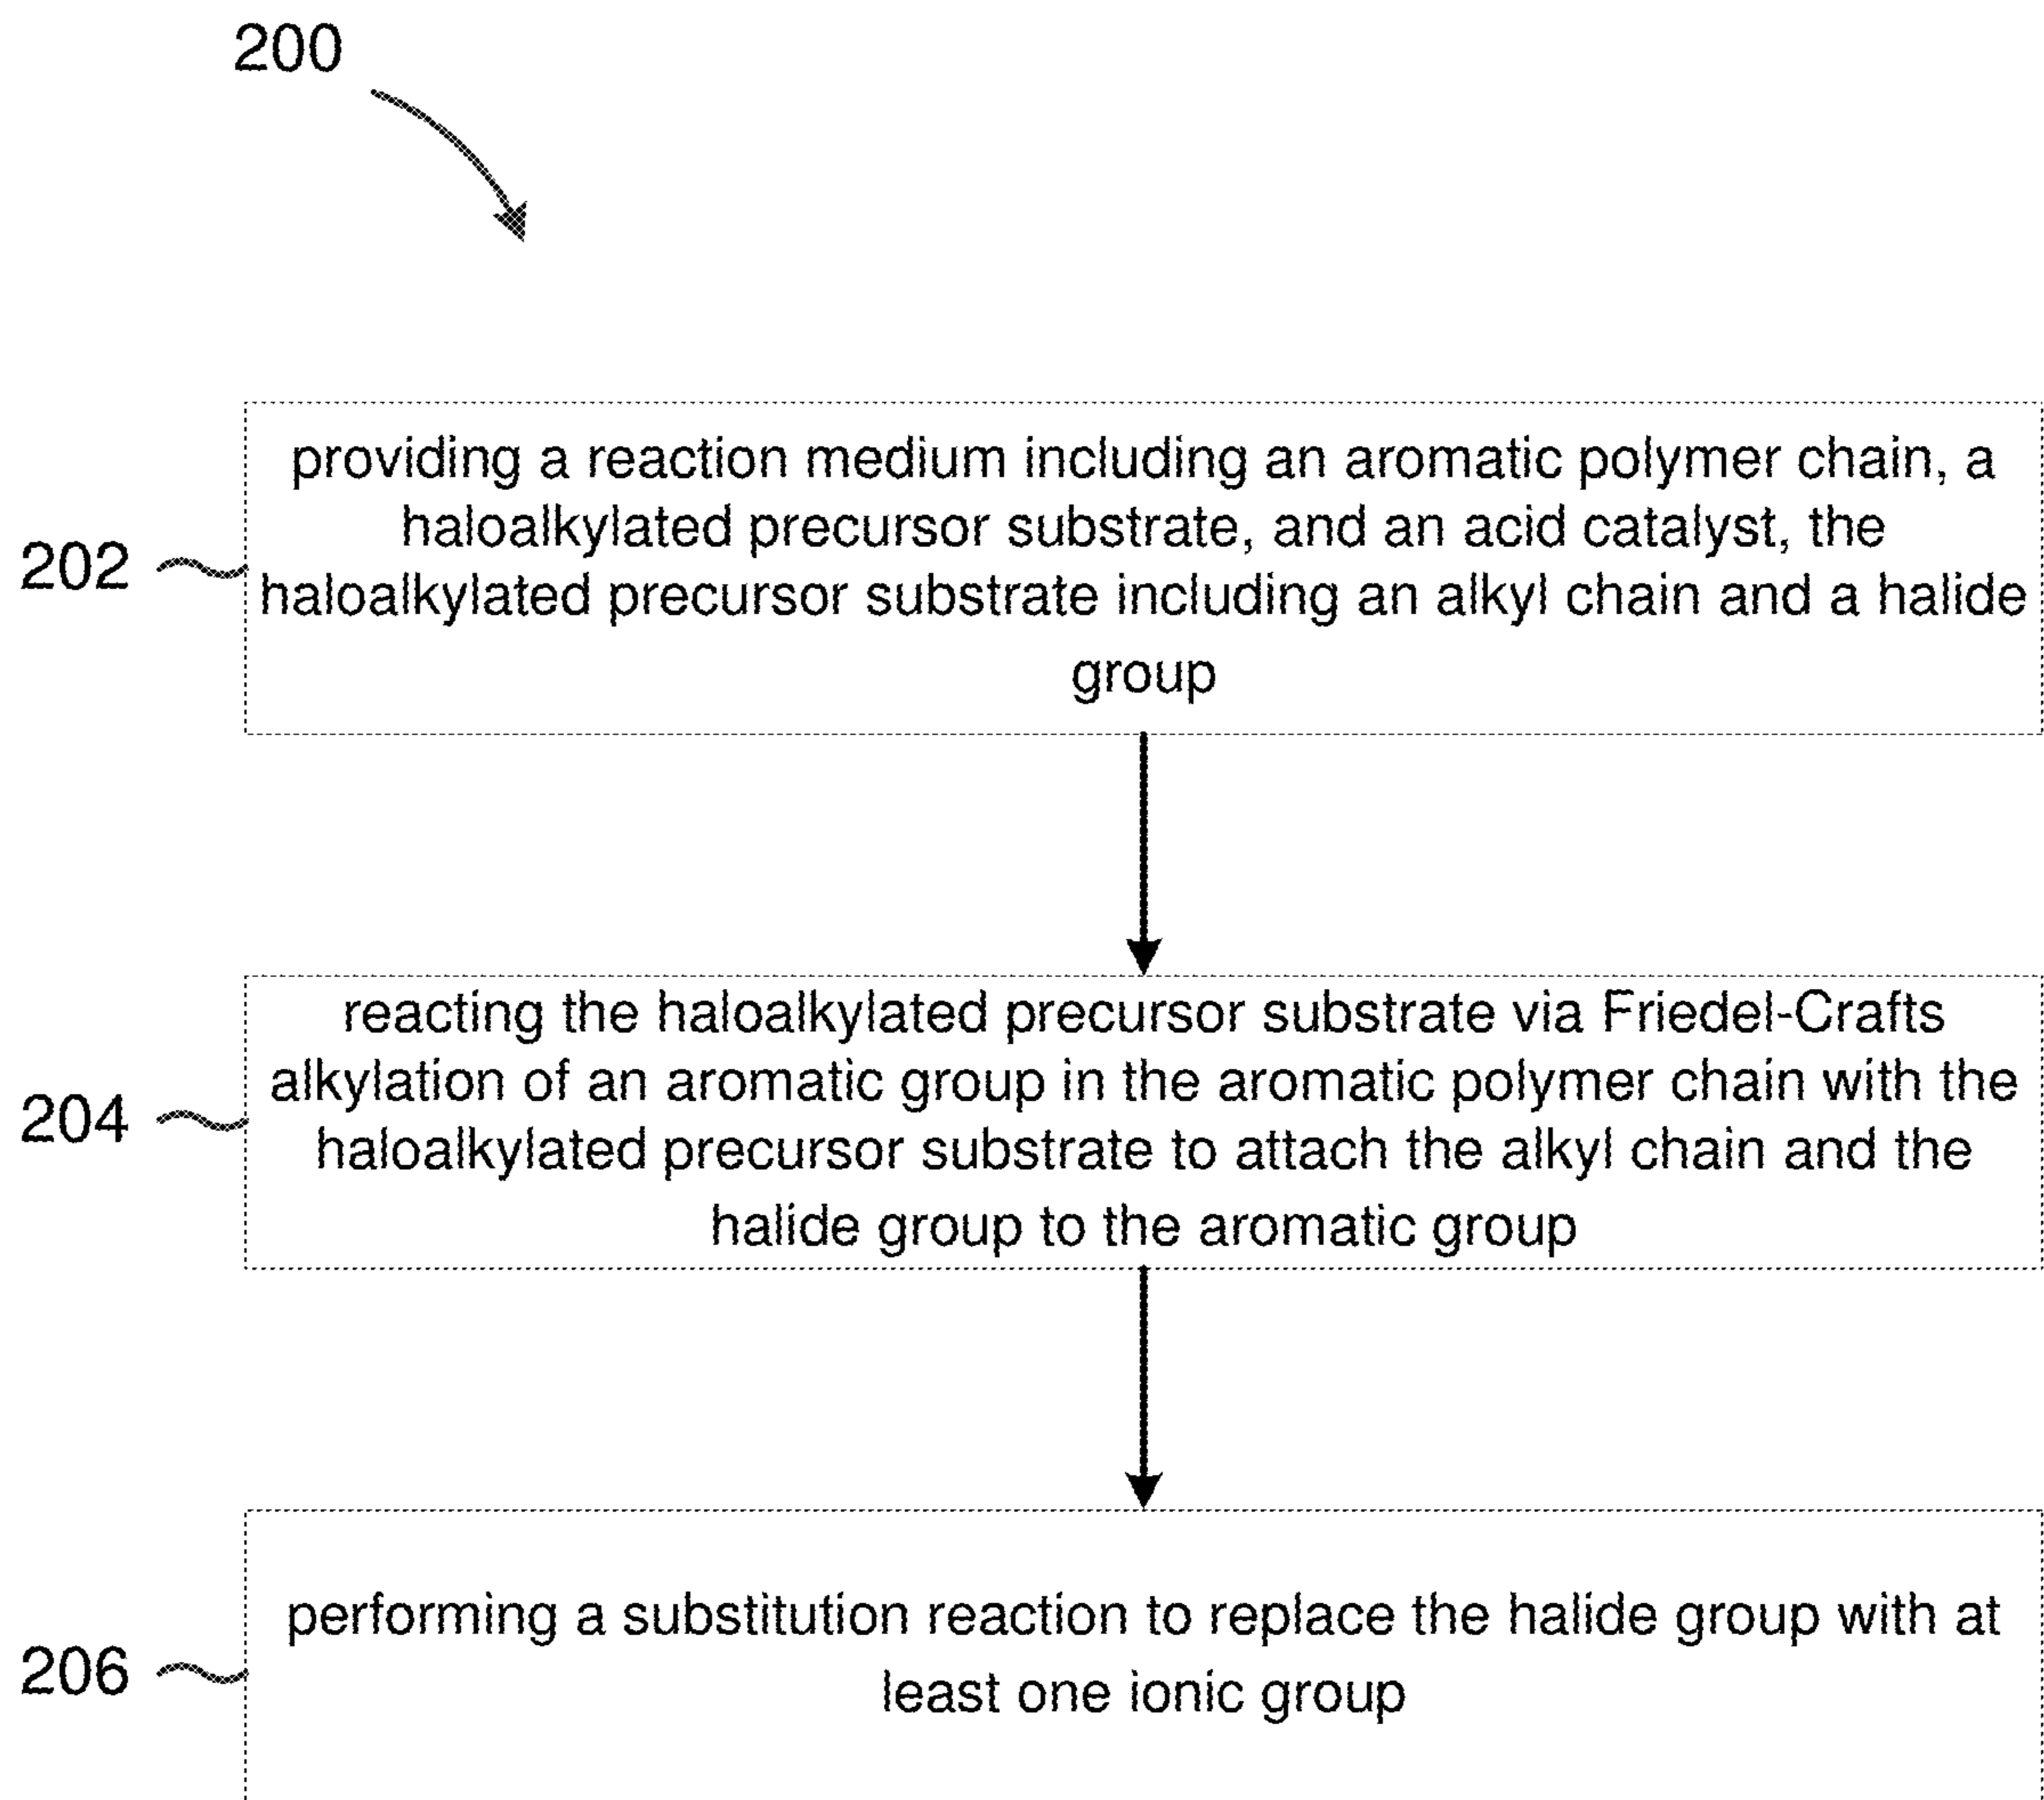 200
202
providing a reaction medium including an aromatic polymer chain, a
haloalkylated precursor substrate, and an acid catalyst, the
haloalkylated precursor substrate including an alkyl chain and a halide
group
204
reacting the haloalkylated precursor substrate via Friedel-Crafts
alkylation of an aromatic group in the aromatic polymer chain with the
haloalkylated precursor substrate to attach the alkyl chain and the
halide group to the aromatic group
206
performing a substitution reaction to replace the halide group with at
least one ionic group